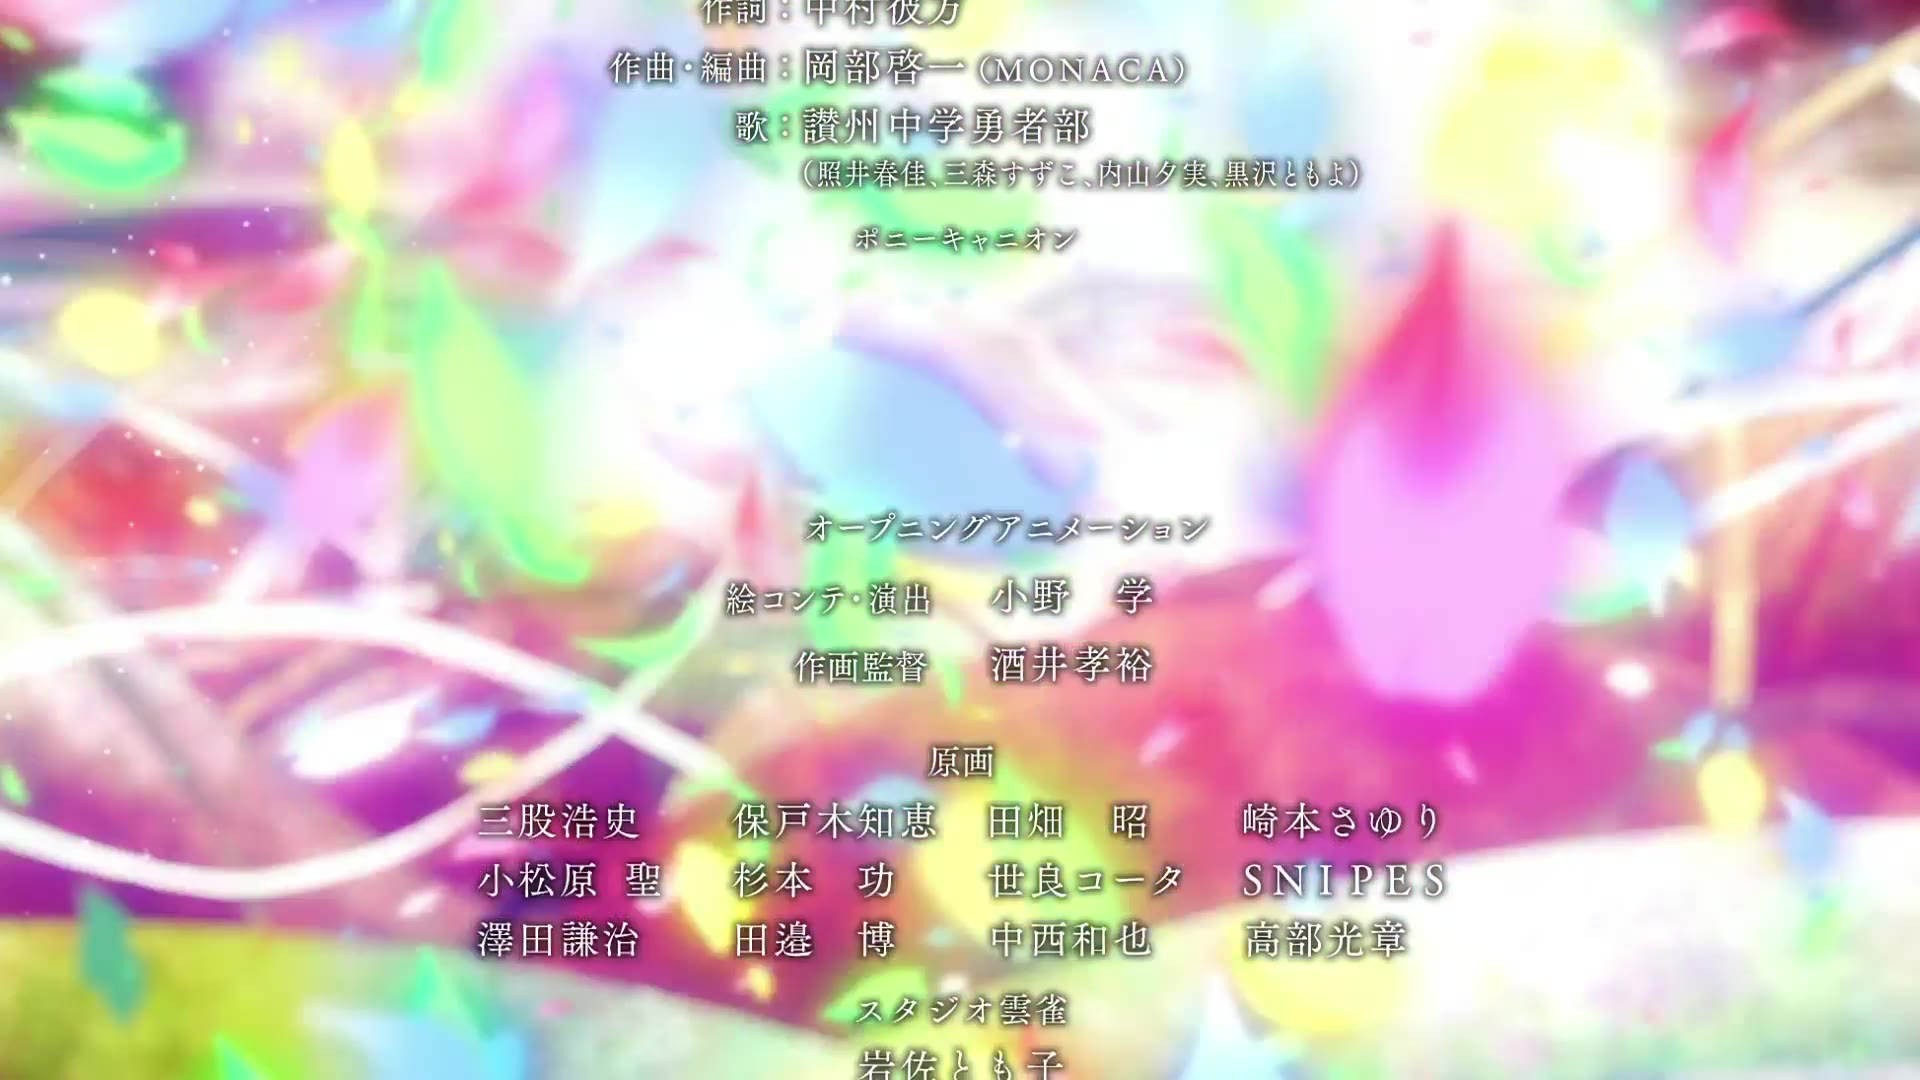 作詞：中村彼方
作曲・編曲：岡部啓一（MONACA）
歌：讃州中学勇者部
（照井春佳、三森すずこ、内山夕実、黒沢ともよ）
ポニーキャニオン
オープニングアニメーション
絵コンテ・演出　小野　学
作画監督　酒井孝裕
原画
三股浩史　保戸木知恵　田畑　昭　崎本さゆり
小松原 聖　杉本　功　世良コータ　SNIPES
澤田謙治　田邉　博　中西和也　高部光章
スタジオ雲雀
岩佐とも子